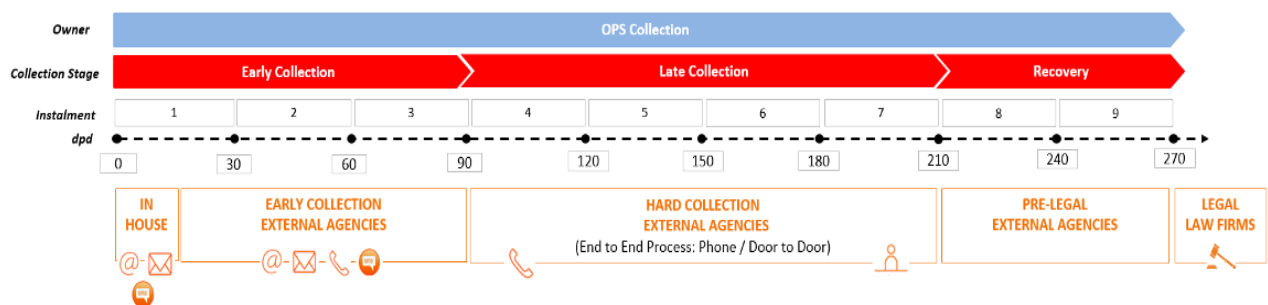 Owner
OPS Collection
Collection Stage
Early Collection
Late Collection
Recovery
Instalment
1
2
3
4
5
6
7
8
9
dpd
0
30
60
90
120
150
180
210
240
270
IN
HOUSE
EARLY COLLECTION
EXTERNAL AGENCIES
HARD COLLECTION
EXTERNAL AGENCIES
(End to End Process: Phone / Door to Door)
PRE-LEGAL
EXTERNAL AGENCIES
LEGAL
LAW FIRMS
@
@